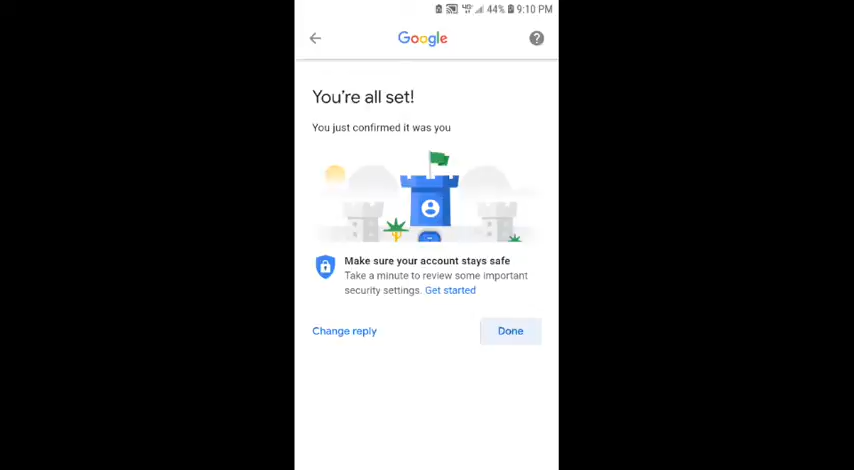 44% 9:10 PM
Google
You're all set!
You just confirmed it was you
Make sure your account stays safe
Take a minute to review some important
security settings. Get started
Change reply Done